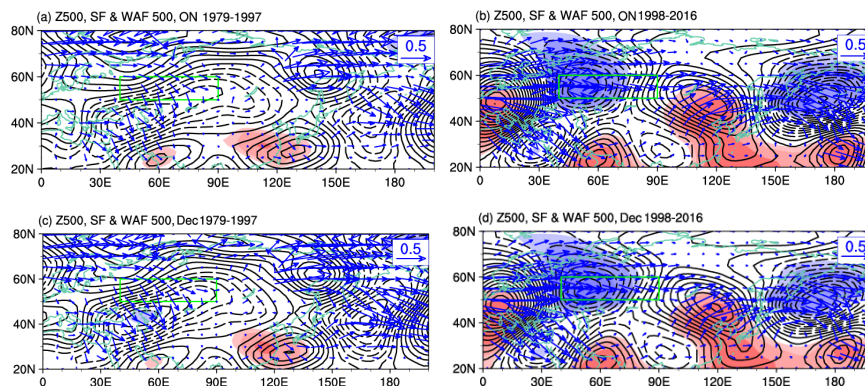 (a) Z500, SF & WAF 500, ON 1979-1997
(b) Z500, SF & WAF 500, ON1998-2016
80N
60N
40N
20N
0.5
0 30E 60E 90E 120E 150E 180
80N
60N
40N
20N
0.5
0 30E 60E 90E 120E 150E 180
(c) Z500, SF & WAF 500, Dec1979-1997
(d) Z500, SF & WAF 500, Dec 1998-2016
80N
60N
40N
20N
0.5
0 30E 60E 90E 120E 150E 180
80N
60N
40N
20N
0.5
0 30E 60E 90E 120E 150E 180